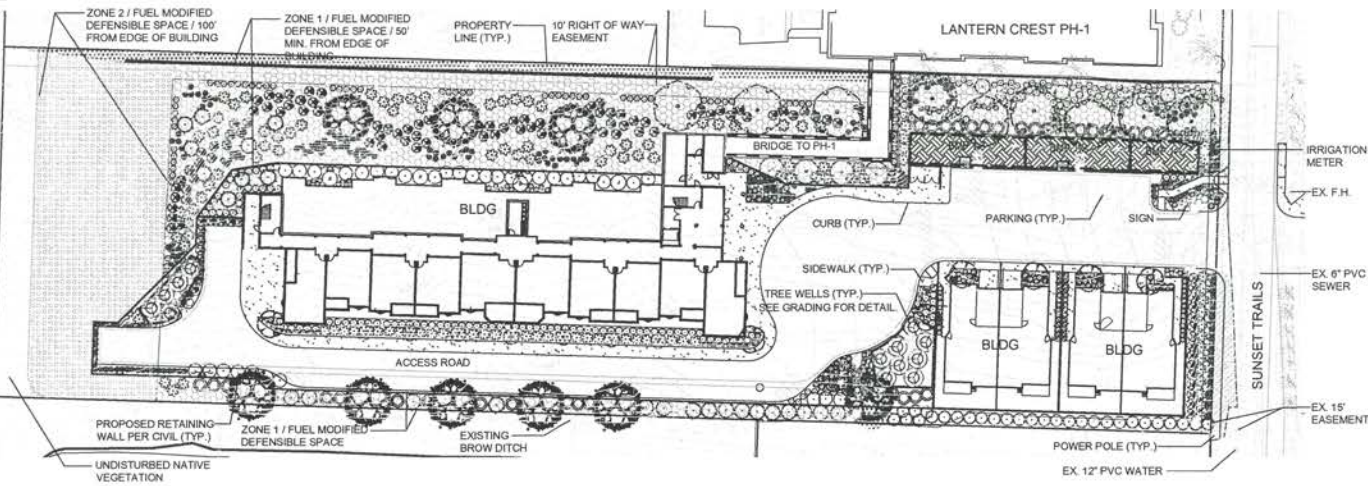 ZONE 2 / FUEL MODIFIED
DEFENSIBLE SPACE / 100'
FROM EDGE OF BUILDING
ZONE 1 / FUEL MODIFIED
DEFENSIBLE SPACE / 50'
MIN. FROM EDGE OF
BUILDING
PROPERTY
LINE (TYP.)
10' RIGHT OF WAY
EASEMENT
LANTERN CREST PH-1
BRIDGE TO PH-1
IRRIGATION
METER
EX. F.H.
BLDG
CURB (TYP.)
PARKING (TYP.)
SIGN
SIDEWALK (TYP.)
EX. 6" PVC
SEWER
TREE WELLS (TYP.)
SEE GRADING FOR DETAIL
BLDG
BLDG
SUNSET TRAILS
ACCESS ROAD
PROPOSED RETAINING
WALL PER CIVIL (TYP.)
ZONE 1 / FUEL MODIFIED
DEFENSIBLE SPACE
EXISTING
BROW DITCH
EX. 15'
EASEMENT
POWER POLE (TYP.)
UNDISTURBED NATIVE
VEGETATION
EX. 12" PVC WATER